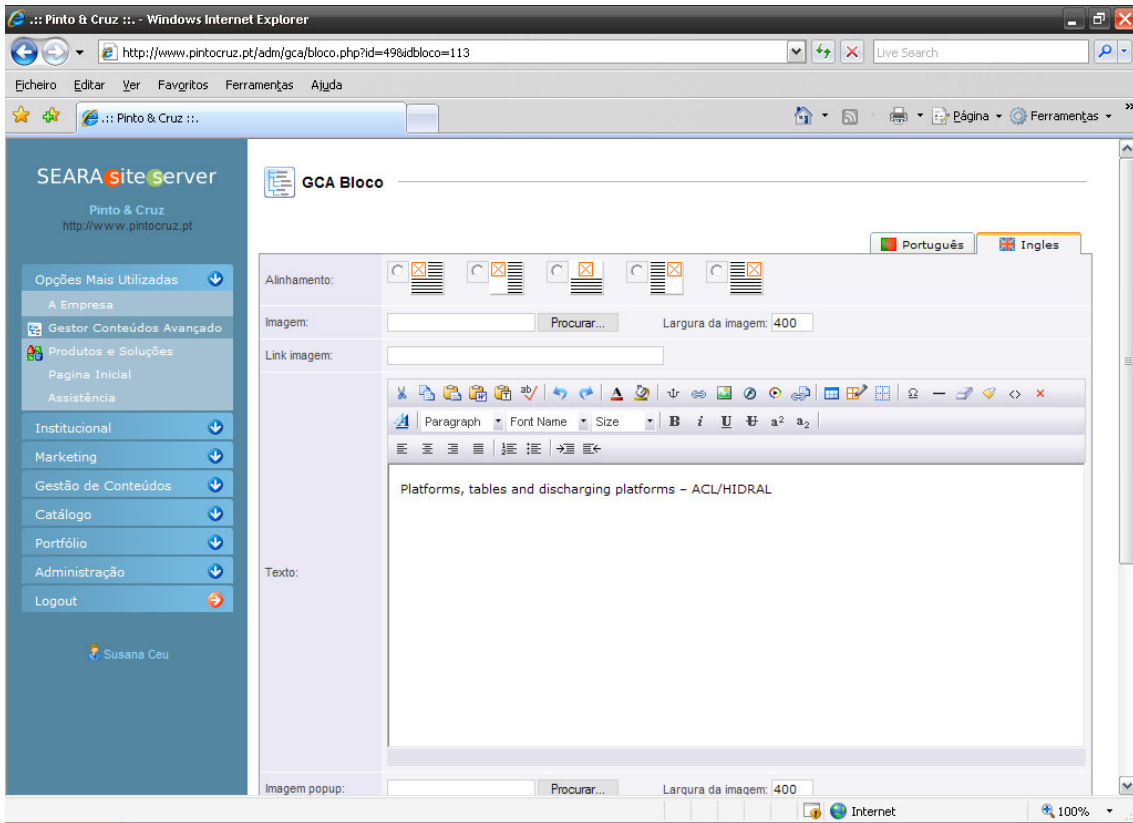 .:: Pinto & Cruz ::. - Windows Internet Explorer
http://www.pintocruz.pt/adm/gca/bloco.php?id=49&idbloco=113
Live Search
Ficheiro Editar Ver Favoritos Ferramentas Ajuda
.:: Pinto & Cruz ::.
Página Ferramentas »
SEARA site server
Pinto & Cruz
http://www.pintocruz.pt
Opções Mais Utilizadas
A Empresa
Gestor Conteúdos Avançado
Produtos e Soluções
Pagina Inicial
Assistência
Institucional
Marketing
Gestão de Conteúdos
Catálogo
Portfólio
Administração
Logout
Susana Ceu
GCA Bloco
Português Ingles
Alinhamento:
Imagem: Procurar... Largura da imagem: 400
Link imagem:
Paragraph Font Name Size B i U U a² a₂
Texto:
Platforms, tables and discharging platforms – ACL/HIDRAL
Imagem popup: Procurar... Largura da imagem: 400
Internet 100%